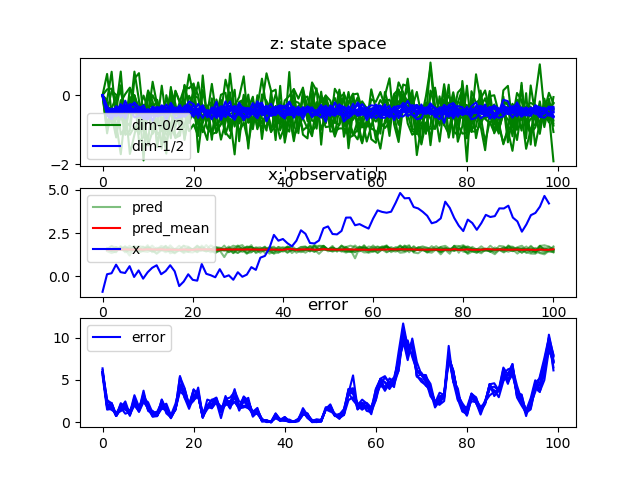 z: state space
0
−2
dim-0/2
dim-1/2
0 20 40 60 80 100
x: observation
5.0
2.5
0.0
pred
pred_mean
x
0 20 40 60 80 100
error
10
5
0
error
0 20 40 60 80 100